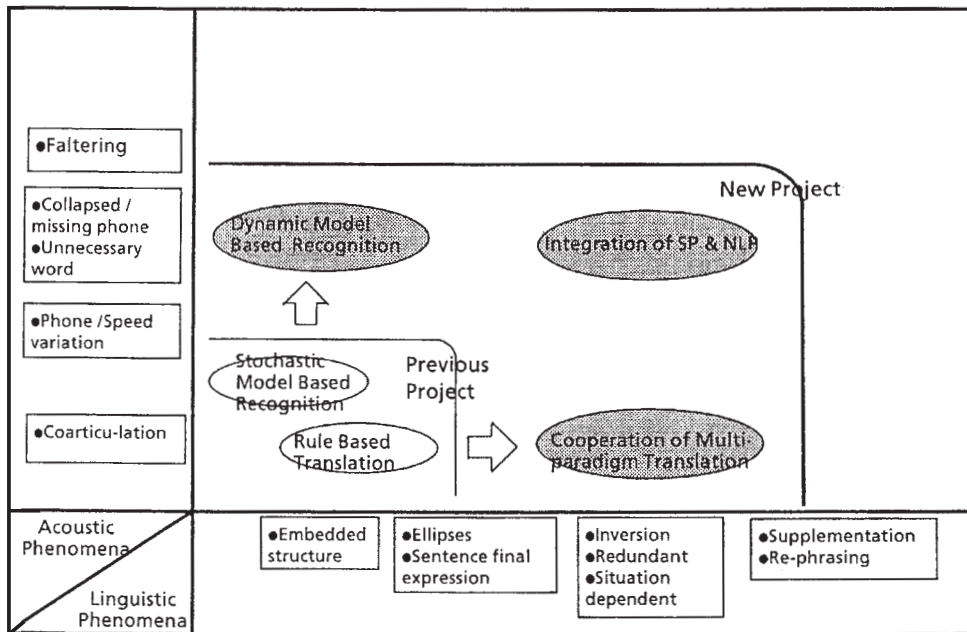 ●Faltering
●Collapsed /
missing phone
●Unnecessary
word
●Phone /Speed
variation
●Coarticu-lation
Acoustic
Phenomena
Linguistic
Phenomena
New Project
Dynamic Model
Based Recognition
Integration of SP & NLP
Stochastic
Model Based
Recognition
Previous
Project
Rule Based
Translation
Cooperation of Multi-
paradigm Translation
●Embedded
structure
●Ellipses
●Sentence final
expression
●Inversion
●Redundant
●Situation
dependent
●Supplementation
●Re-phrasing